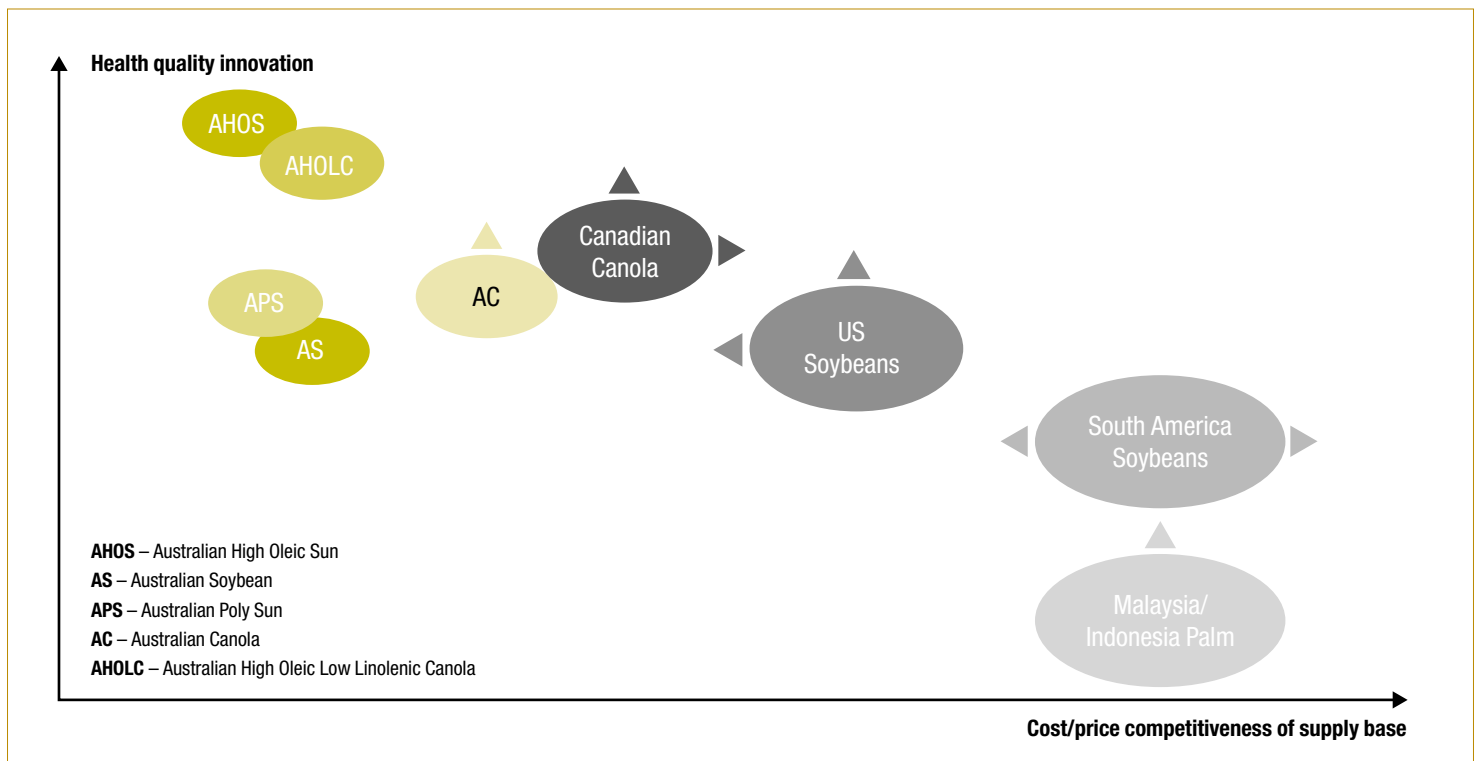 Health quality innovation
AHOS
AHOLC
Canadian
Canola
APS
AC
AS
US
Soybeans
South America
Soybeans
Malaysia/
Indonesia Palm
AHOS – Australian High Oleic Sun
AS – Australian Soybean
APS – Australian Poly Sun
AC – Australian Canola
AHOLC – Australian High Oleic Low Linolenic Canola
Cost/price competitiveness of supply base